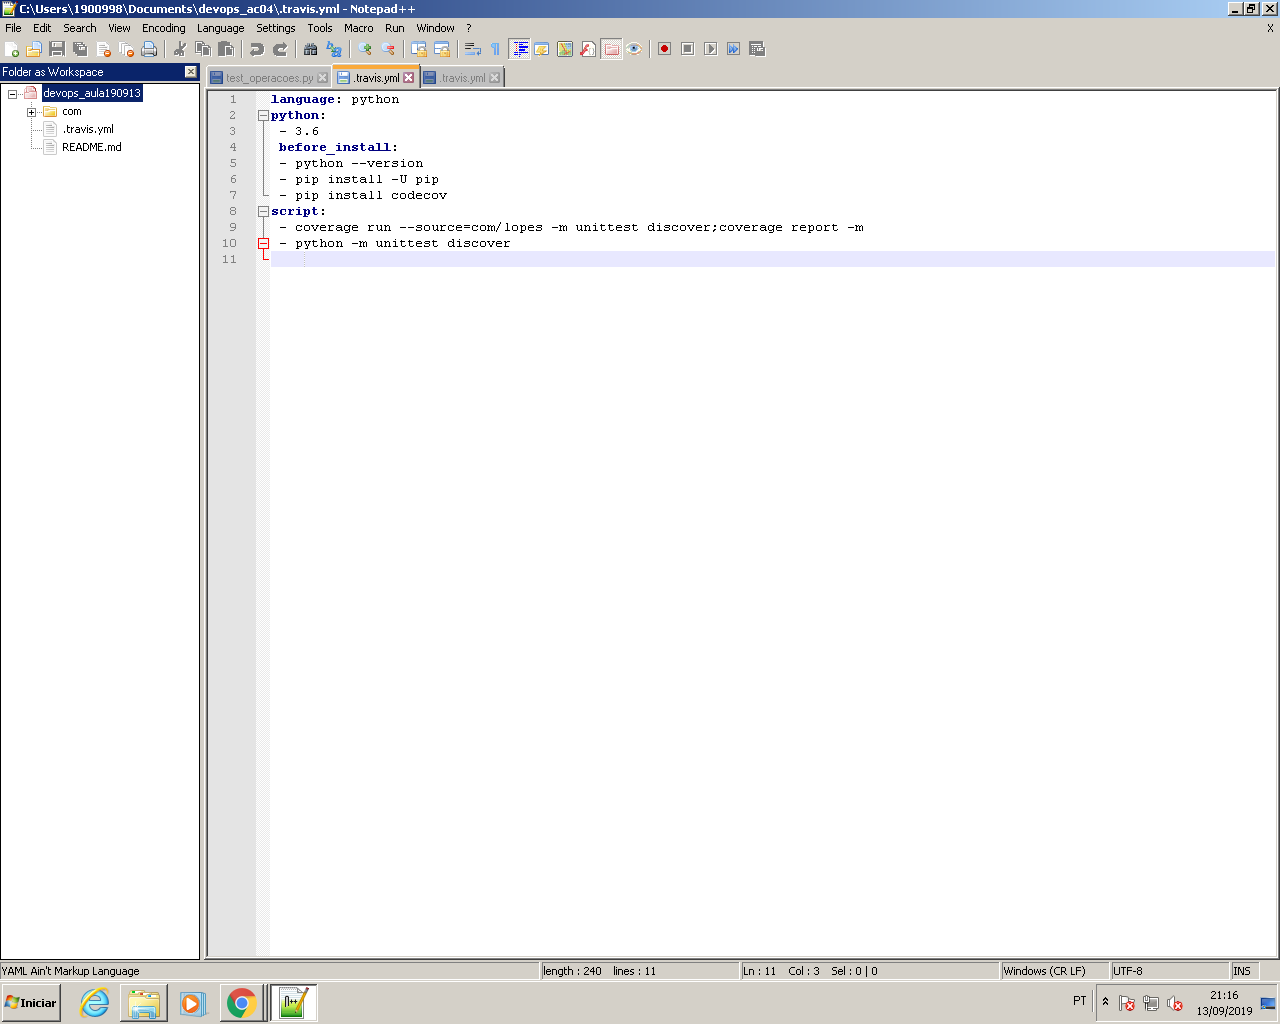 C:\Users\1900998\Documents\devops_ac04\.travis.yml - Notepad++
File Edit Search View Encoding Language Settings Tools Macro Run Window ? X
Folder as Workspace
devops_aula190913
com
.travis.yml
README.md
test_operacoes.py .travis.yml .travis.yml
1 language: python
2 python:
3 - 3.6
4 before_install:
5 - python --version
6 - pip install -U pip
7 - pip install codecov
8 script:
9 - coverage run --source=com/lopes -m unittest discover;coverage report -m
10 - python -m unittest discover
11
YAML Ain't Markup Language length : 240 lines : 11 Ln : 11 Col : 3 Sel : 0 | 0 Windows (CR LF) UTF-8 INS
Iniciar PT 21:16
13/09/2019